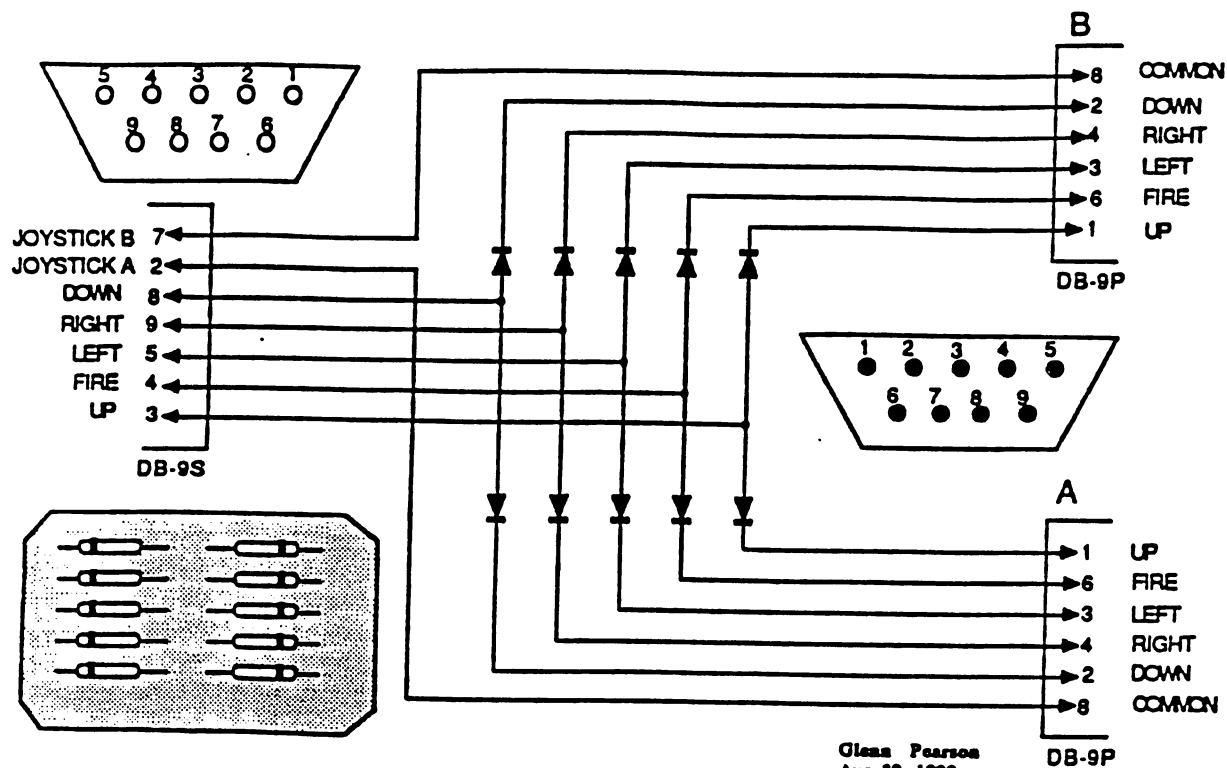 B
5 4 3 2 1
9 8 7 6
8 COMMON
2 DOWN
4 RIGHT
3 LEFT
6 FIRE
1 UP
DB-9P
JOYSTICK B 7
JOYSTICK A 2
DOWN 8
RIGHT 9
LEFT 5
FIRE 4
UP 3
DB-9S
1 2 3 4 5
6 7 8 9
A
1 UP
6 FIRE
3 LEFT
4 RIGHT
2 DOWN
8 COMMON
DB-9P
Glenn Pearson